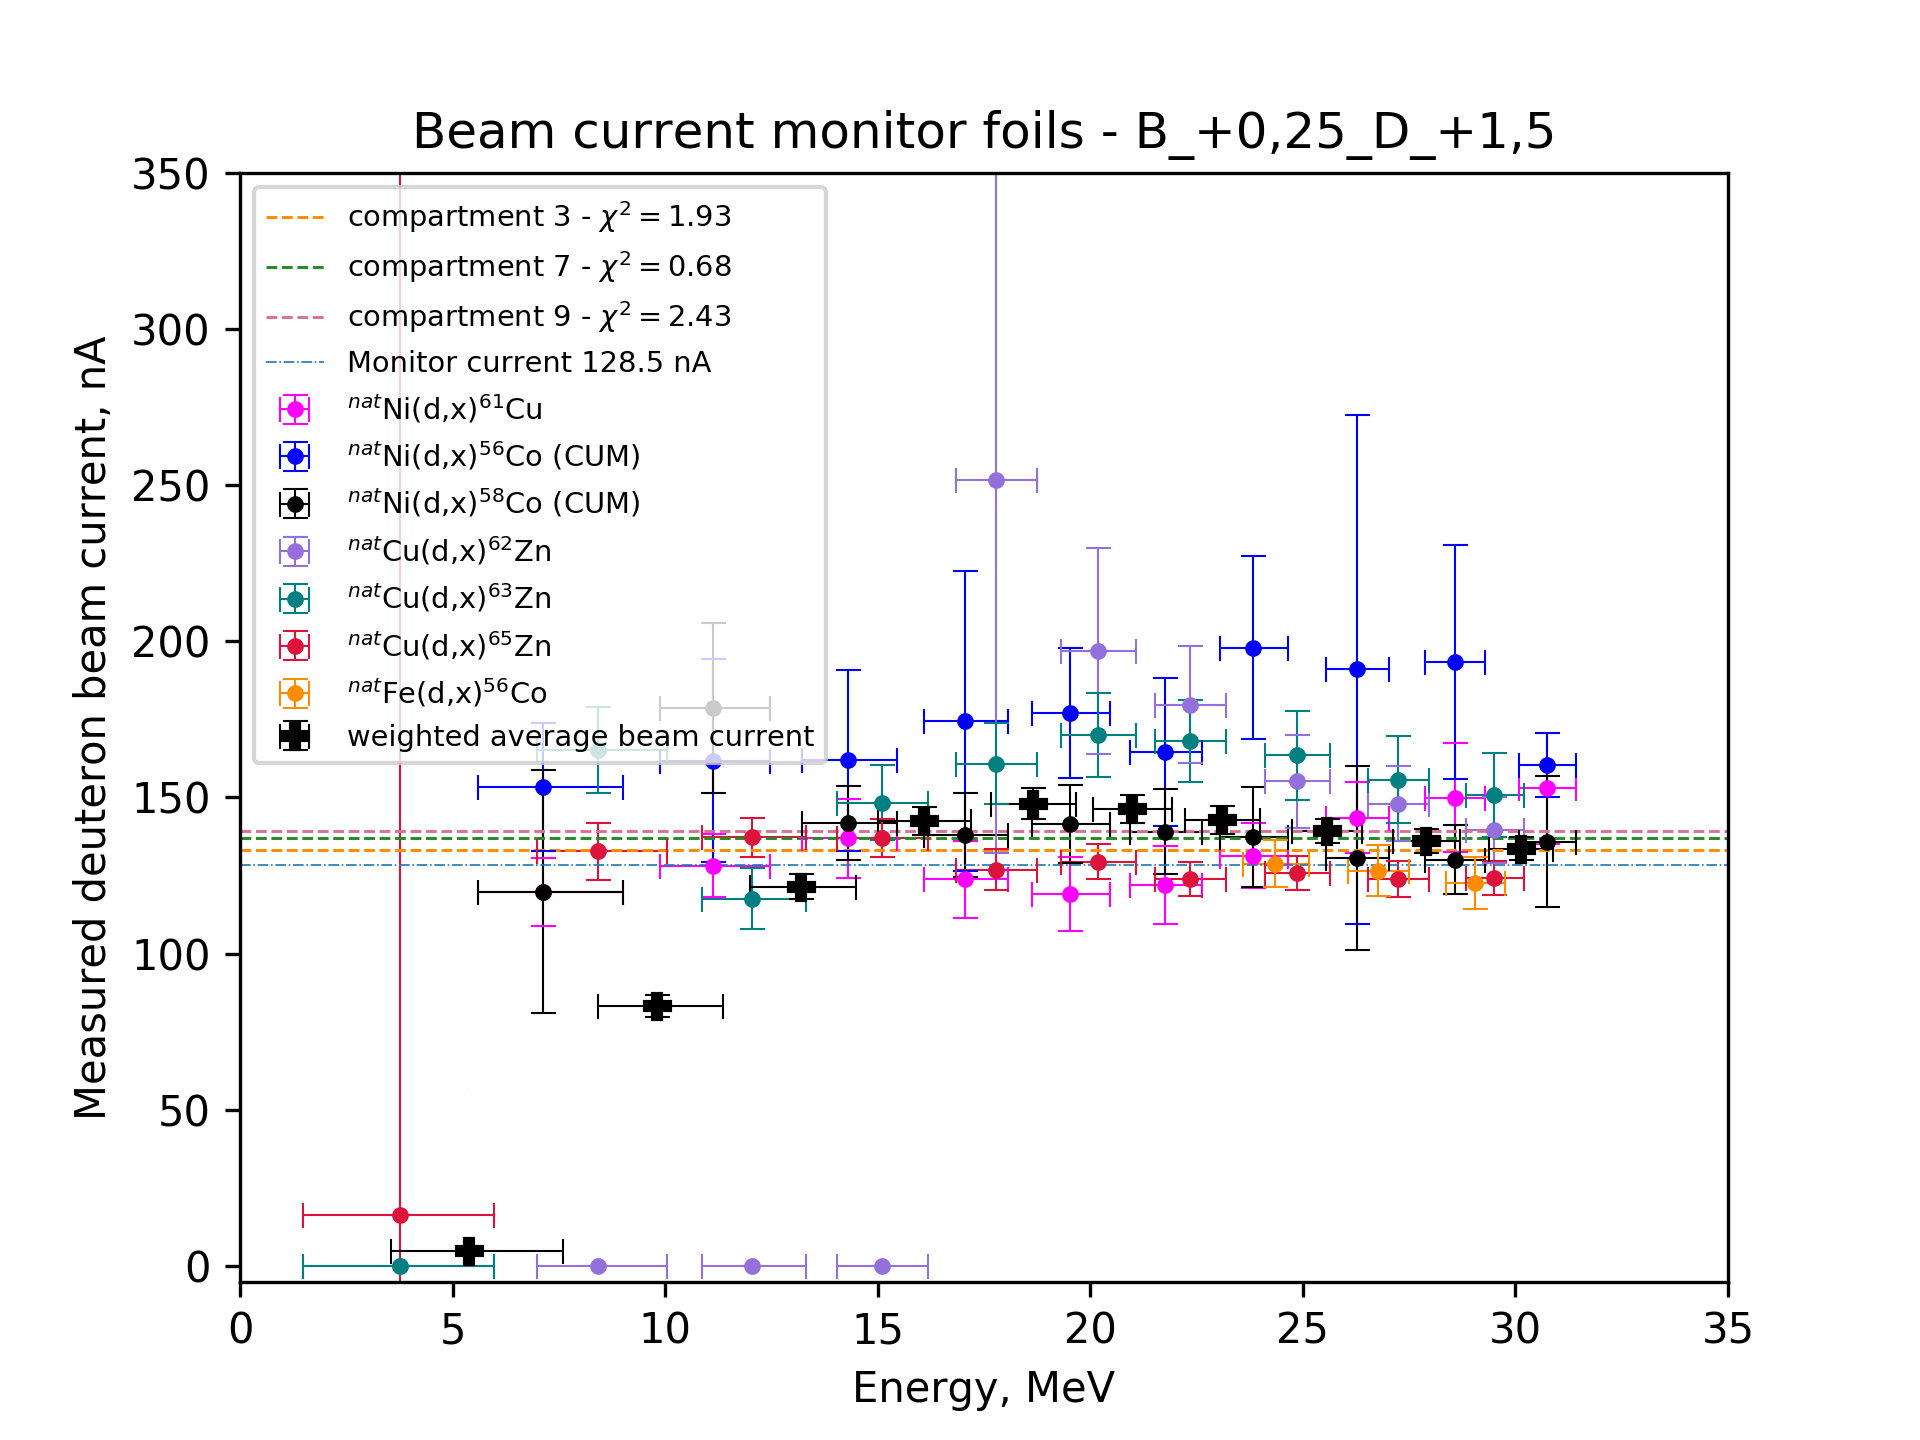 Beam current monitor foils - B_+0,25_D_+1,5
Measured deuteron beam current, nA
350
300
250
200
150
100
50
0
compartment 3 - χ² = 1.93
compartment 7 - χ² = 0.68
compartment 9 - χ² = 2.43
Monitor current 128.5 nA
ⁿᵃᵗNi(d,x)⁶¹Cu
ⁿᵃᵗNi(d,x)⁵⁶Co (CUM)
ⁿᵃᵗNi(d,x)⁵⁸Co (CUM)
ⁿᵃᵗCu(d,x)⁶²Zn
ⁿᵃᵗCu(d,x)⁶³Zn
ⁿᵃᵗCu(d,x)⁶⁵Zn
ⁿᵃᵗFe(d,x)⁵⁶Co
weighted average beam current
0 5 10 15 20 25 30 35
Energy, MeV